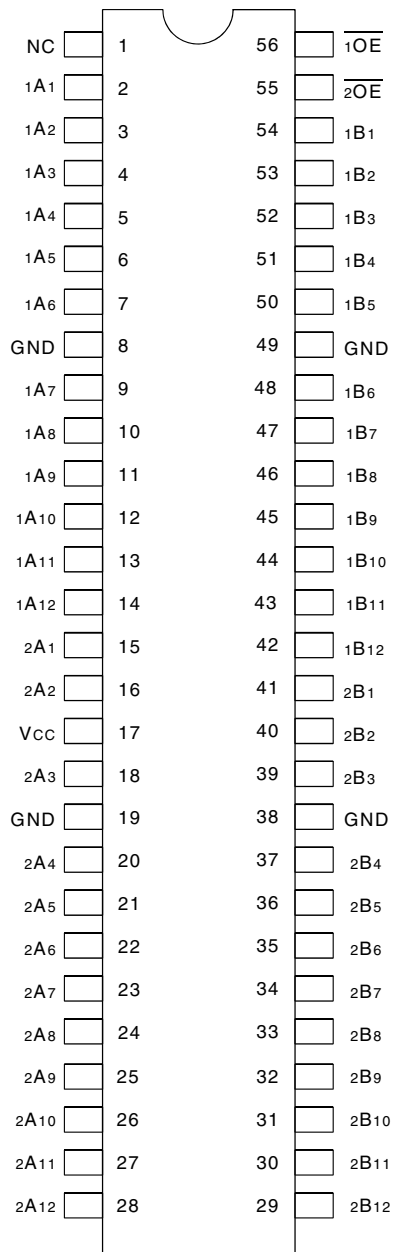 NC 1 56 1OE
1A1 2 55 2OE
1A2 3 54 1B1
1A3 4 53 1B2
1A4 5 52 1B3
1A5 6 51 1B4
1A6 7 50 1B5
GND 8 49 GND
1A7 9 48 1B6
1A8 10 47 1B7
1A9 11 46 1B8
1A10 12 45 1B9
1A11 13 44 1B10
1A12 14 43 1B11
2A1 15 42 1B12
2A2 16 41 2B1
VCC 17 40 2B2
2A3 18 39 2B3
GND 19 38 GND
2A4 20 37 2B4
2A5 21 36 2B5
2A6 22 35 2B6
2A7 23 34 2B7
2A8 24 33 2B8
2A9 25 32 2B9
2A10 26 31 2B10
2A11 27 30 2B11
2A12 28 29 2B12